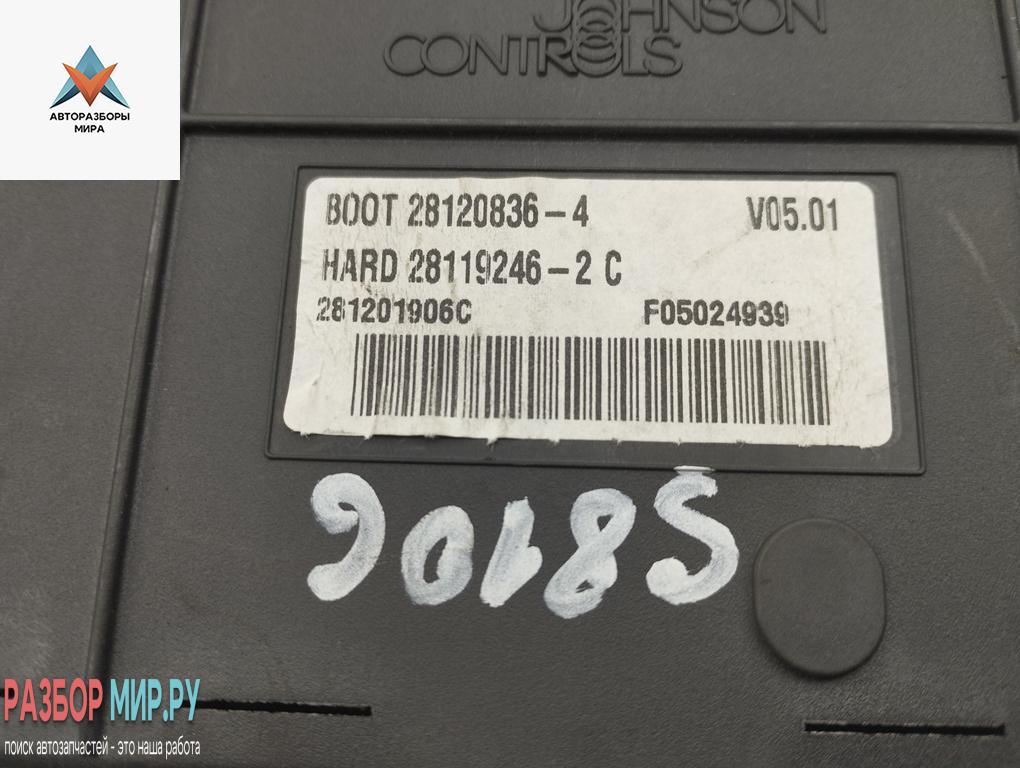 JOHNSON
CONTROLS
АВТОРАЗБОРЫ
МИРА
BOOT 28120836-4 V05.01
HARD 28119246-2 C
281201906C F05024939
90185
РАЗБОР МИР.РУ
поиск автозапчастей - это наша работа